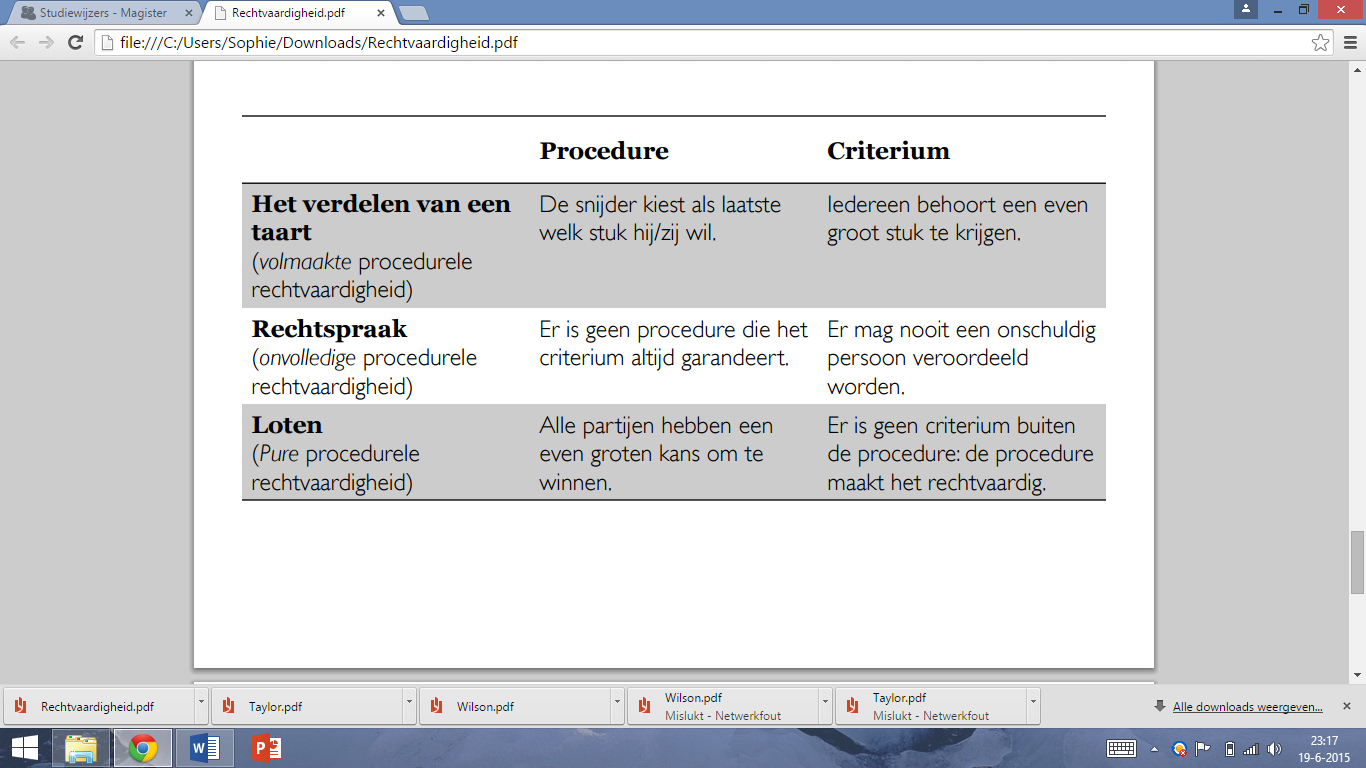 Studiewijzers - Magister
Rechtvaardigheid.pdf
file:///C:/Users/Sophie/Downloads/Rechtvaardigheid.pdf
Procedure
Criterium
Het verdelen van een
taart
(volmaakte procedurele
rechtvaardigheid)
De snijder kiest als laatste
welk stuk hij/zij wil.
Iedereen behoort een even
groot stuk te krijgen.
Rechtspraak
(onvolledige procedurele
rechtvaardigheid)
Er is geen procedure die het
criterium altijd garandeert.
Er mag nooit een onschuldig
persoon veroordeeld
worden.
Loten
(Pure procedurele
rechtvaardigheid)
Alle partijen hebben een
even groten kans om te
winnen.
Er is geen criterium buiten
de procedure: de procedure
maakt het rechtvaardig.
Rechtvaardigheid.pdf
Taylor.pdf
Wilson.pdf
Wilson.pdf
Mislukt - Netwerkfout
Taylor.pdf
Mislukt - Netwerkfout
Alle downloads weergeven...
23:17
19-6-2015